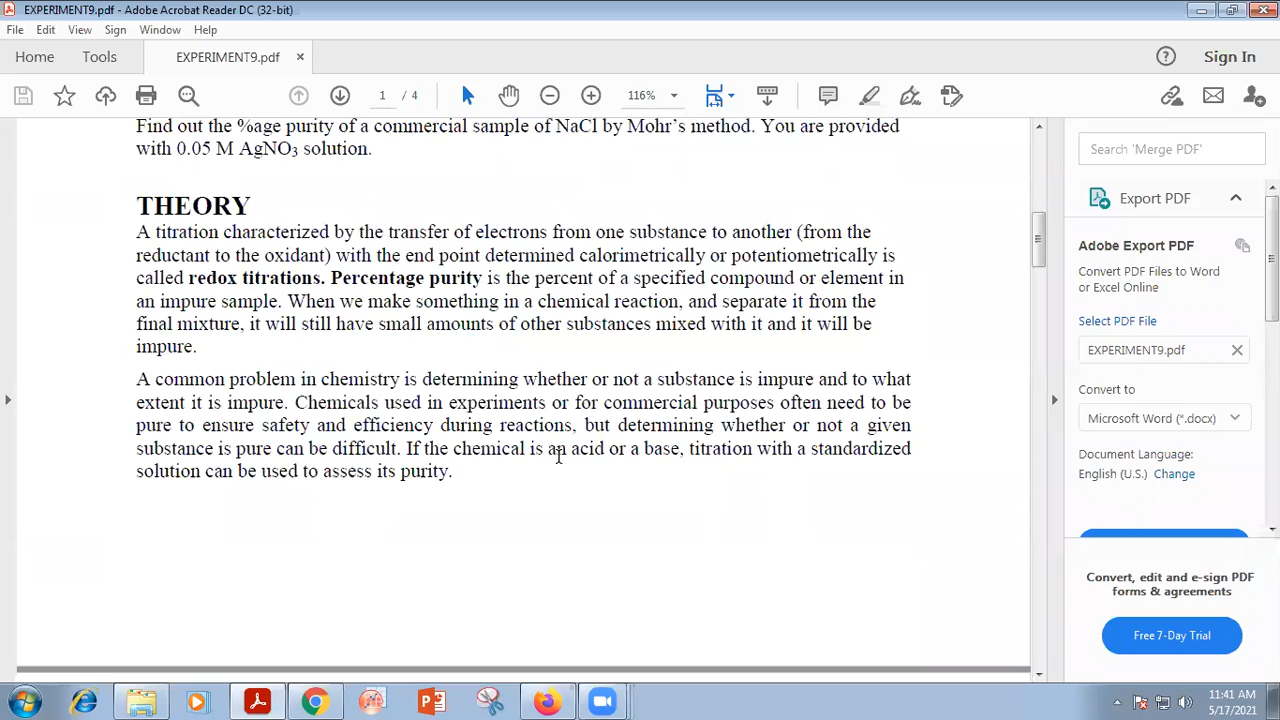 EXPERIMENT9.pdf - Adobe Acrobat Reader DC (32-bit)
File Edit View Sign Window Help
Home Tools EXPERIMENT9.pdf × Sign In
1 / 4 116%
Find out the %age purity of a commercial sample of NaCl by Mohr’s method. You are provided
with 0.05 M AgNO₃ solution.
THEORY
A titration characterized by the transfer of electrons from one substance to another (from the
reductant to the oxidant) with the end point determined calorimetrically or potentiometrically is
called redox titrations. Percentage purity is the percent of a specified compound or element in
an impure sample. When we make something in a chemical reaction, and separate it from the
final mixture, it will still have small amounts of other substances mixed with it and it will be
impure.
A common problem in chemistry is determining whether or not a substance is impure and to what
extent it is impure. Chemicals used in experiments or for commercial purposes often need to be
pure to ensure safety and efficiency during reactions, but determining whether or not a given
substance is pure can be difficult. If the chemical is an acid or a base, titration with a standardized
solution can be used to assess its purity.
Search 'Merge PDF'
Export PDF
Adobe Export PDF
Convert PDF Files to Word
or Excel Online
Select PDF File
EXPERIMENT9.pdf
Convert to
Microsoft Word (*.docx)
Document Language:
English (U.S.) Change
Convert, edit and e-sign PDF
forms & agreements
Free 7-Day Trial
11:41 AM
5/17/2021